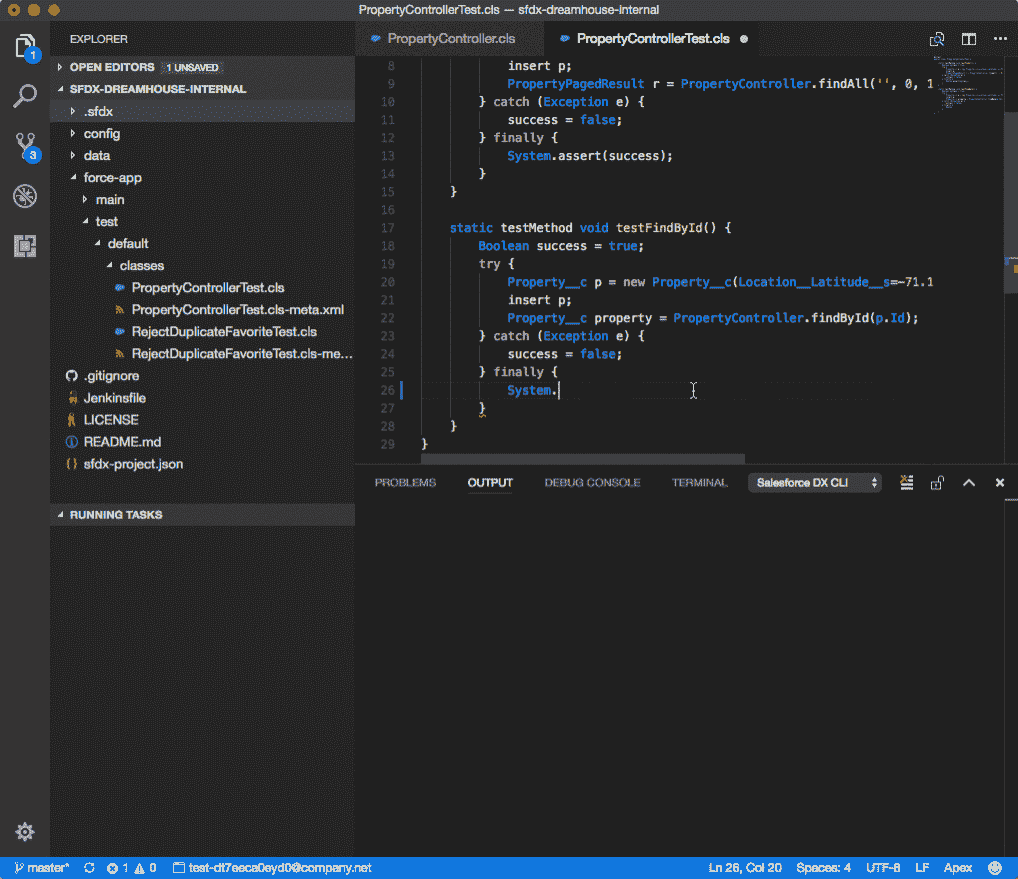 PropertyControllerTest.cls — sfdx-dreamhouse-internal
EXPLORER
OPEN EDITORS 1 UNSAVED
SFDX-DREAMHOUSE-INTERNAL
.sfdx
config
data
force-app
main
test
default
classes
PropertyControllerTest.cls
PropertyControllerTest.cls-meta.xml
RejectDuplicateFavoriteTest.cls
RejectDuplicateFavoriteTest.cls-me...
.gitignore
Jenkinsfile
LICENSE
README.md
sfdx-project.json
RUNNING TASKS
1
3
PropertyController.cls PropertyControllerTest.cls
8 insert p;
9 PropertyPagedResult r = PropertyController.findAll('', 0, 1
10 } catch (Exception e) {
11 success = false;
12 } finally {
13 System.assert(success);
14 }
15 }
16
17 static testMethod void testFindById() {
18 Boolean success = true;
19 try {
20 Property__c p = new Property__c(Location__Latitude__s=-71.1
21 insert p;
22 Property__c property = PropertyController.findById(p.Id);
23 } catch (Exception e) {
24 success = false;
25 } finally {
26 System.
27 }
28 }
29 }
PROBLEMS OUTPUT DEBUG CONSOLE TERMINAL Salesforce DX CLI
master* 1 0 test-dt7eeca0eyd0@company.net Ln 26, Col 20 Spaces: 4 UTF-8 LF Apex